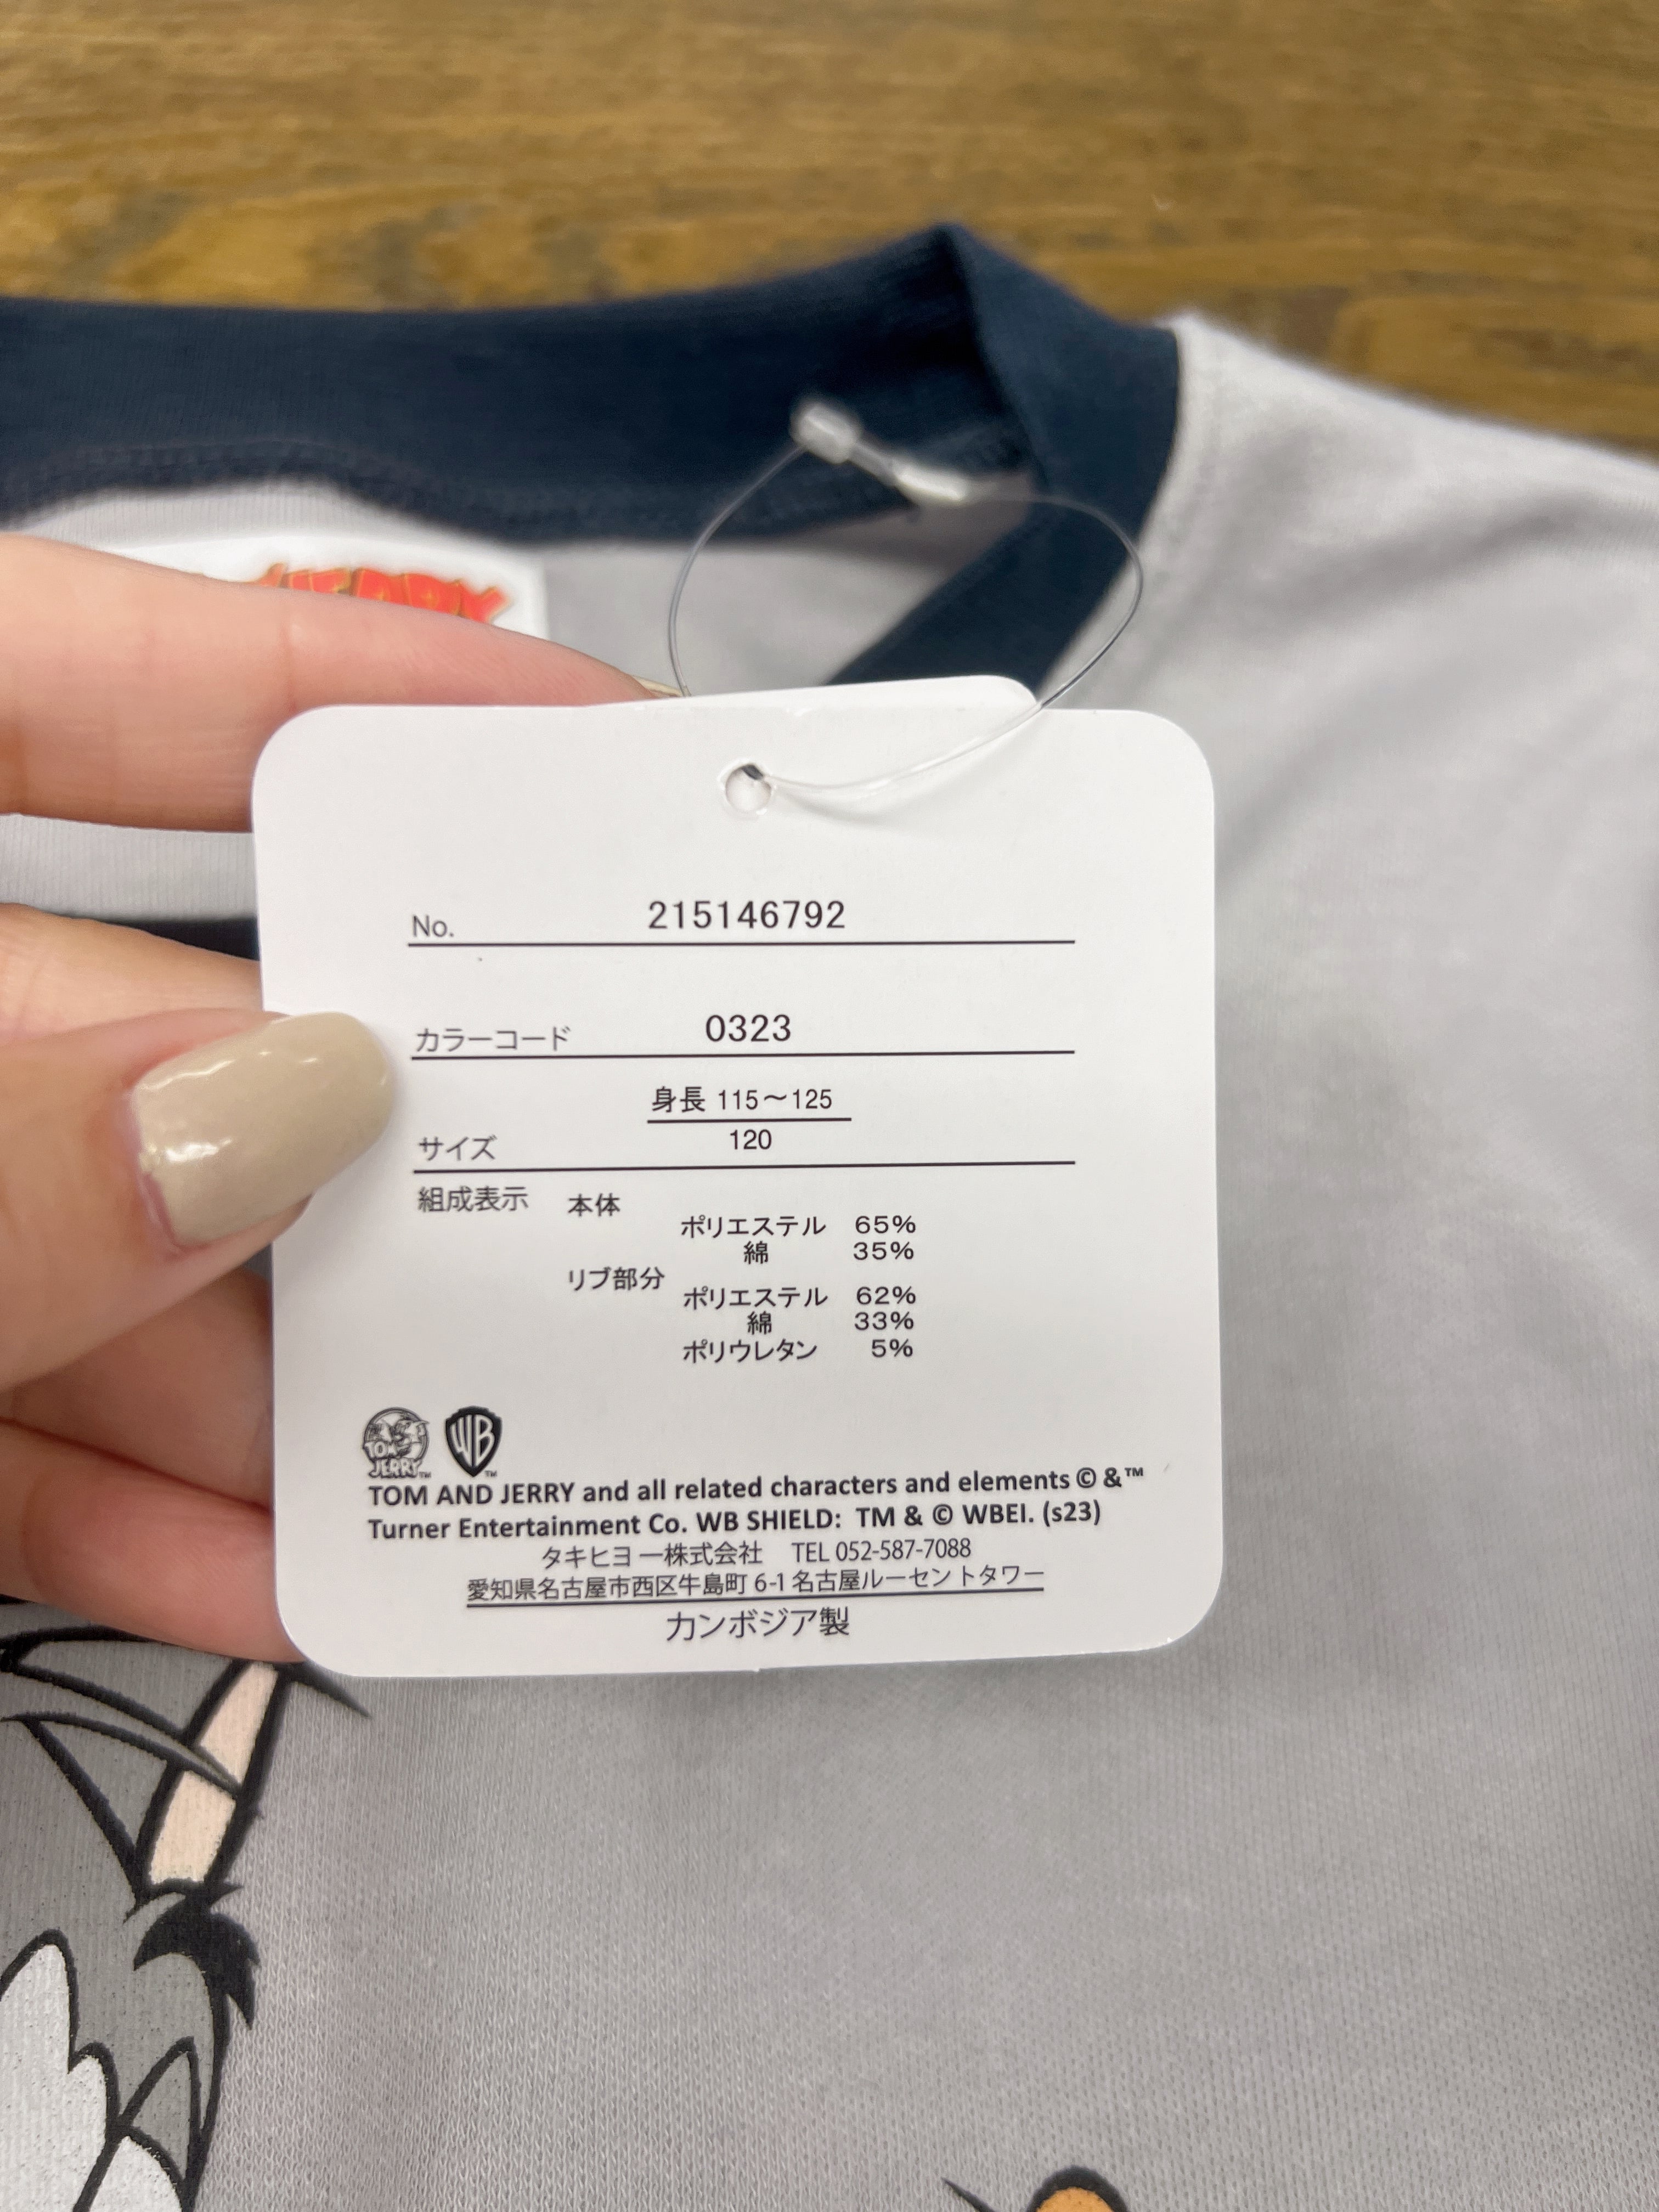 No. 215146792
カラーコード 0323
身長 115～125
サイズ 120
組成表示 本体
ポリエステル 65%
綿 35%
リブ部分
ポリエステル 62%
綿 33%
ポリウレタン 5%
TOM AND JERRY TM WB TM
TOM AND JERRY and all related characters and elements © &™
Turner Entertainment Co. WB SHIELD: TM & © WBEI. (s23)
タキヒヨー株式会社 TEL 052-587-7088
愛知県名古屋市西区牛島町 6-1 名古屋ルーセントタワー
カンボジア製